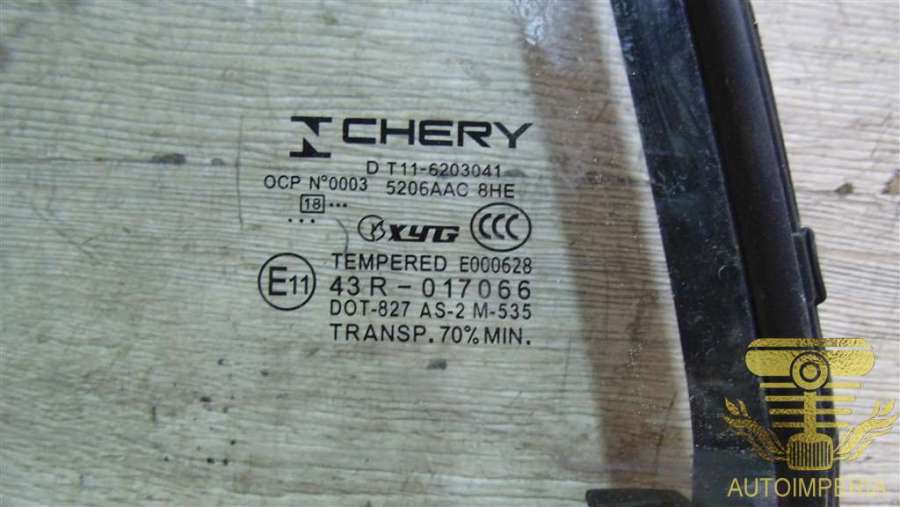 CHERY
D T11-6203041
OCP N°0003 5206AAC 8HE
18 •••
•••
XYG CCC
TEMPERED E000628
E11 43R-017066
DOT-827 AS-2 M-535
TRANSP. 70% MIN.
AUTOIMPERIA